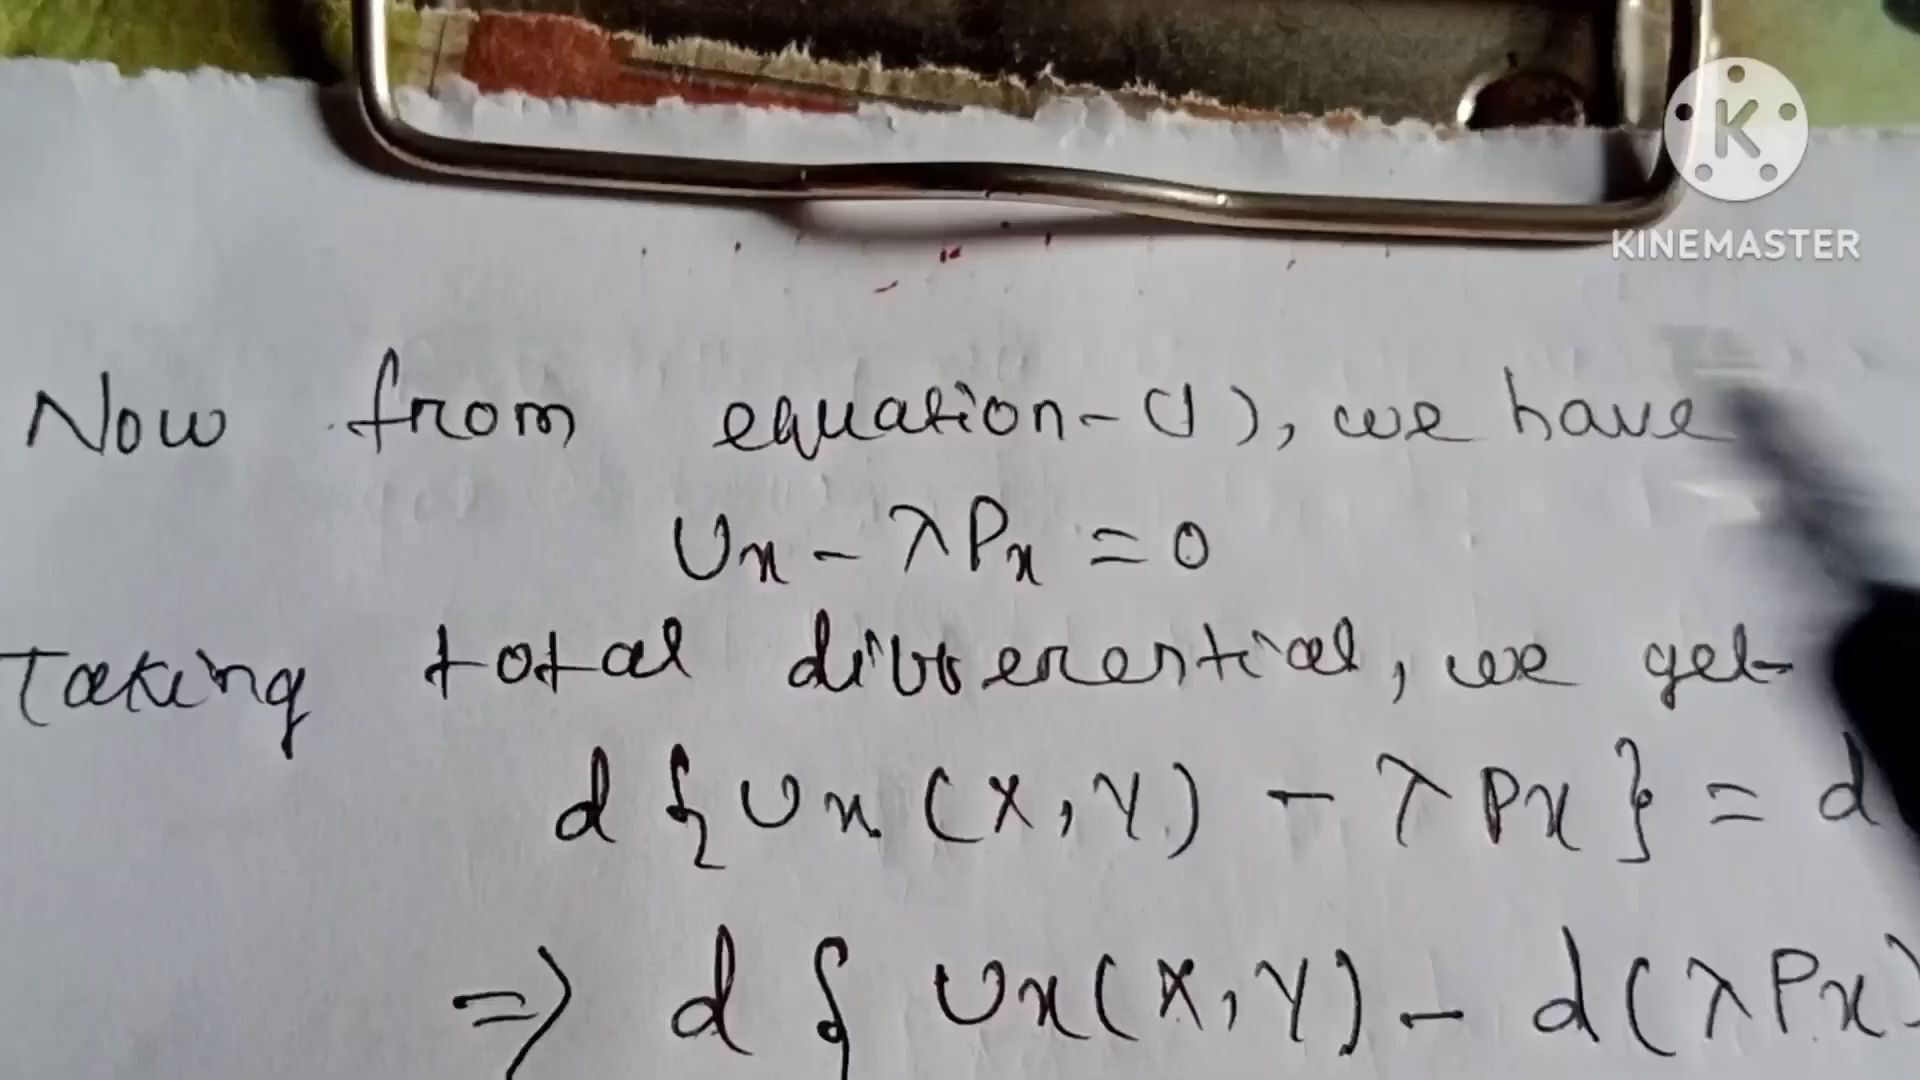 KINEMASTER
Now from equation-(1), we have
Ux - λPx = 0
Taking total differential, we get
d{Ux (X,Y) - λPx} = d
=> d{ Ux(X,Y) - d(λPx)